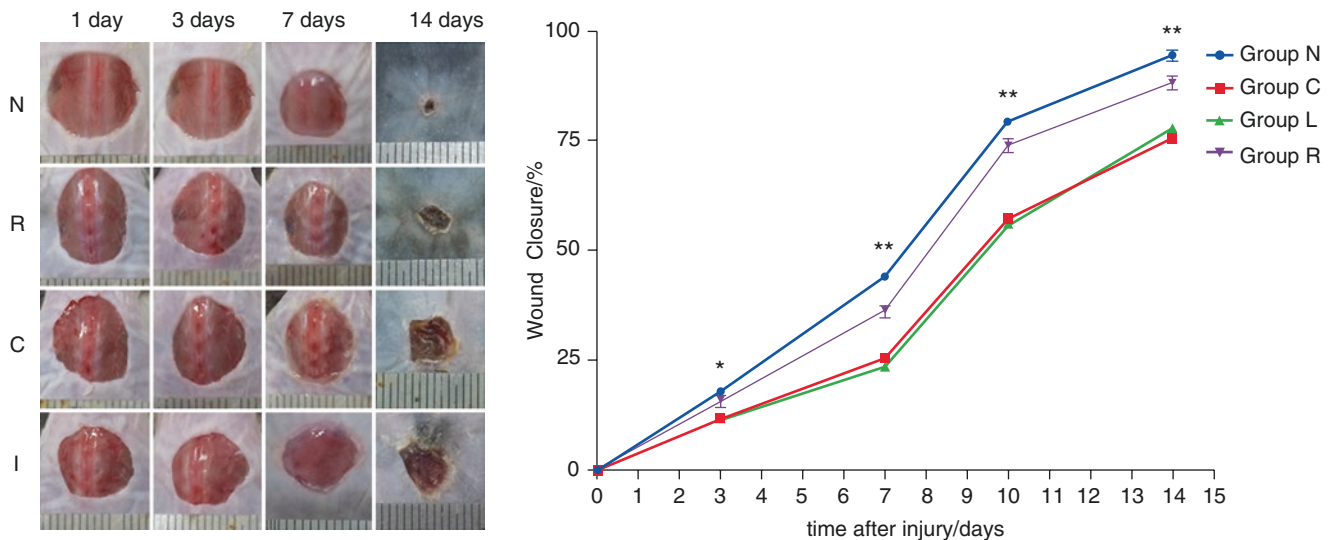 1 day 3 days 7 days 14 days
N
R
C
I
100
75
50
25
0
Wound Closure/%
* ** ** **
0 1 2 3 4 5 6 7 8 9 10 11 12 13 14 15
time after injury/days
Group N
Group C
Group L
Group R